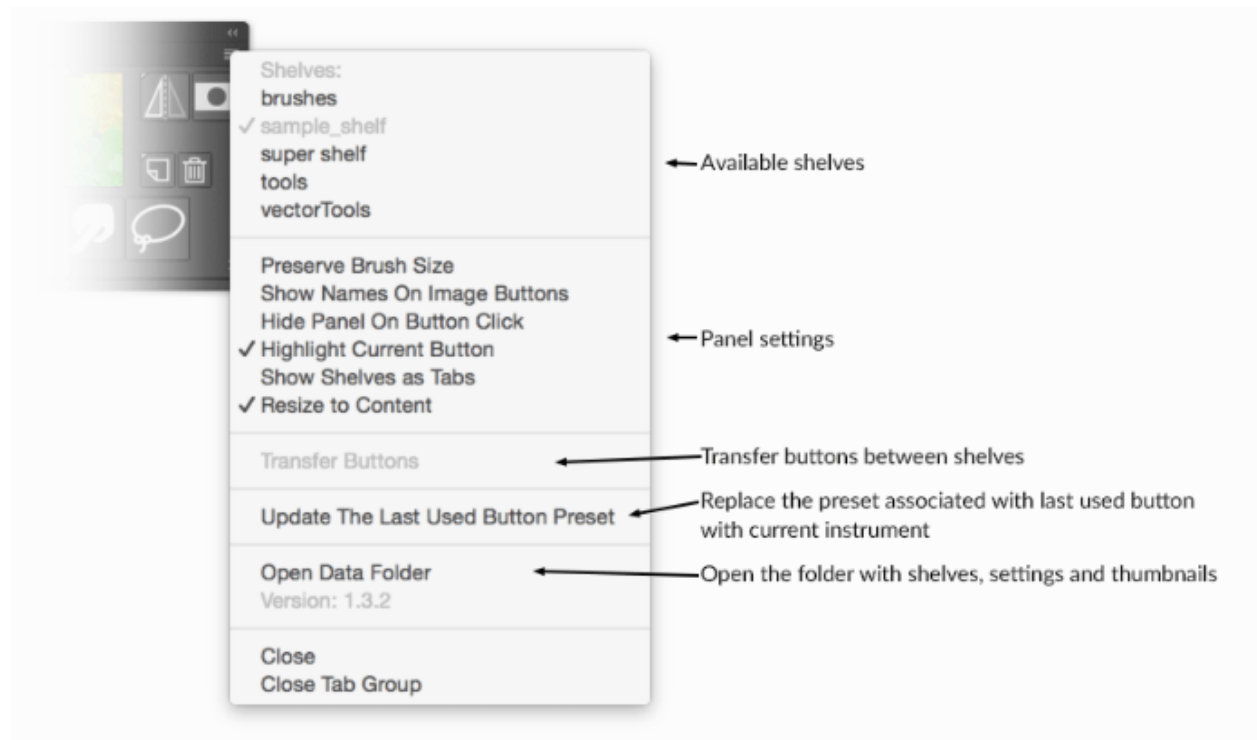 Shelves:
brushes
✓ sample_shelf
super shelf
tools
vectorTools
Available shelves
Preserve Brush Size
Show Names On Image Buttons
Hide Panel On Button Click
✓ Highlight Current Button
Show Shelves as Tabs
✓ Resize to Content
Panel settings
Transfer Buttons
Transfer buttons between shelves
Update The Last Used Button Preset
Replace the preset associated with last used button
with current instrument
Open Data Folder
Open the folder with shelves, settings and thumbnails
Version: 1.3.2
Close
Close Tab Group